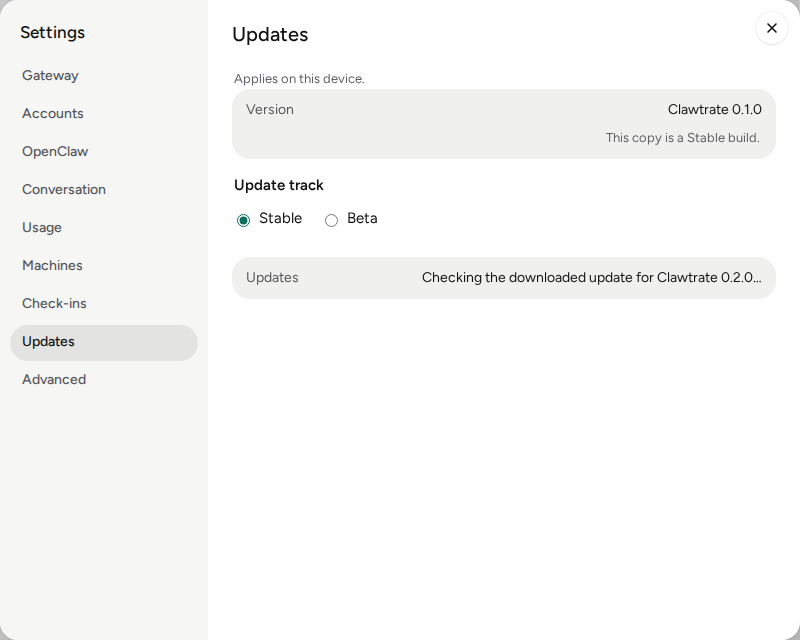 Settings
Gateway
Accounts
OpenClaw
Conversation
Usage
Machines
Check-ins
Updates
Advanced
Updates
Applies on this device.
Version Clawtrate 0.1.0
This copy is a Stable build.
Update track
Stable Beta
Updates Checking the downloaded update for Clawtrate 0.2.0...